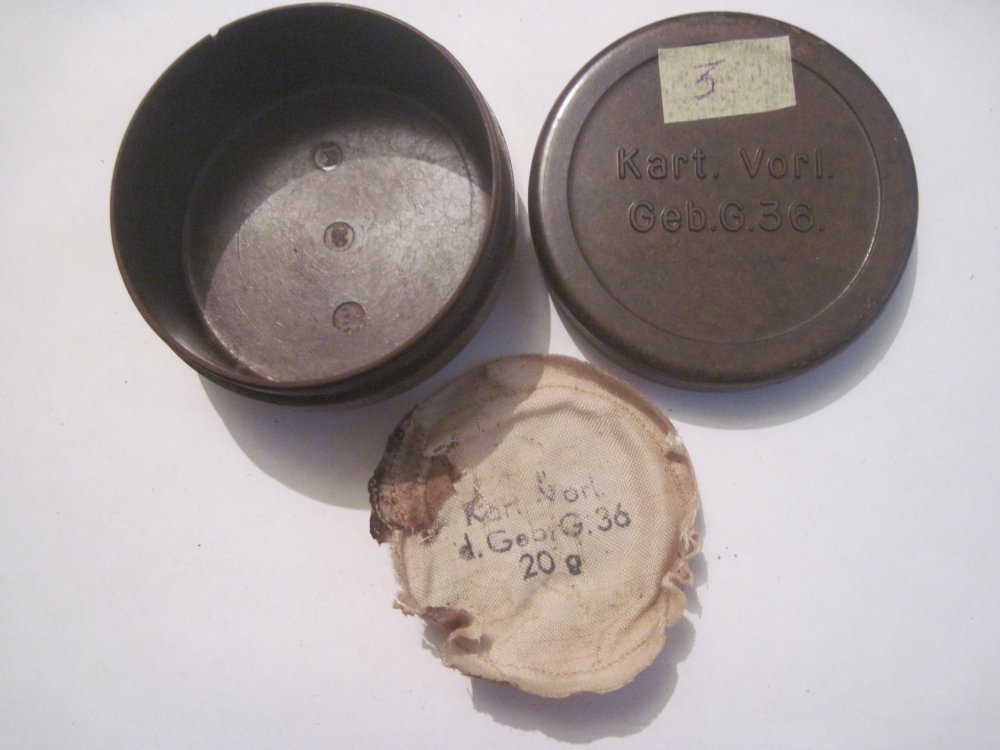 3
Kart. Vorl.
Geb.G.36.
Kart. Vorl.
d. Geb.G.36
20 g